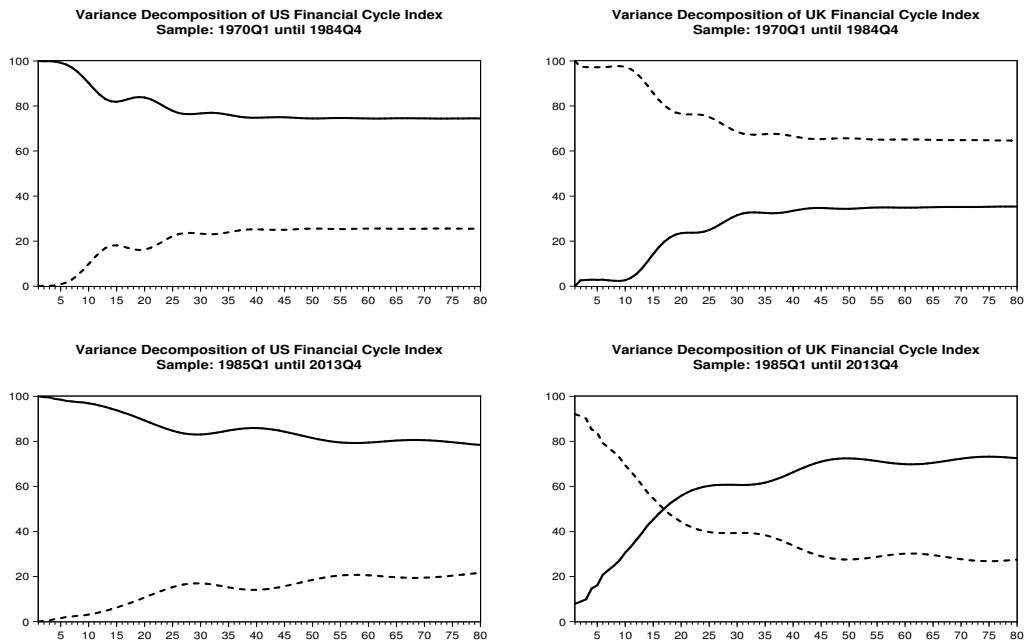 Variance Decomposition of US Financial Cycle Index
Sample: 1970Q1 until 1984Q4
100
80
60
40
20
0
5 10 15 20 25 30 35 40 45 50 55 60 65 70 75 80
Variance Decomposition of UK Financial Cycle Index
Sample: 1970Q1 until 1984Q4
100
80
60
40
20
0
5 10 15 20 25 30 35 40 45 50 55 60 65 70 75 80
Variance Decomposition of US Financial Cycle Index
Sample: 1985Q1 until 2013Q4
100
80
60
40
20
0
5 10 15 20 25 30 35 40 45 50 55 60 65 70 75 80
Variance Decomposition of UK Financial Cycle Index
Sample: 1985Q1 until 2013Q4
100
80
60
40
20
0
5 10 15 20 25 30 35 40 45 50 55 60 65 70 75 80